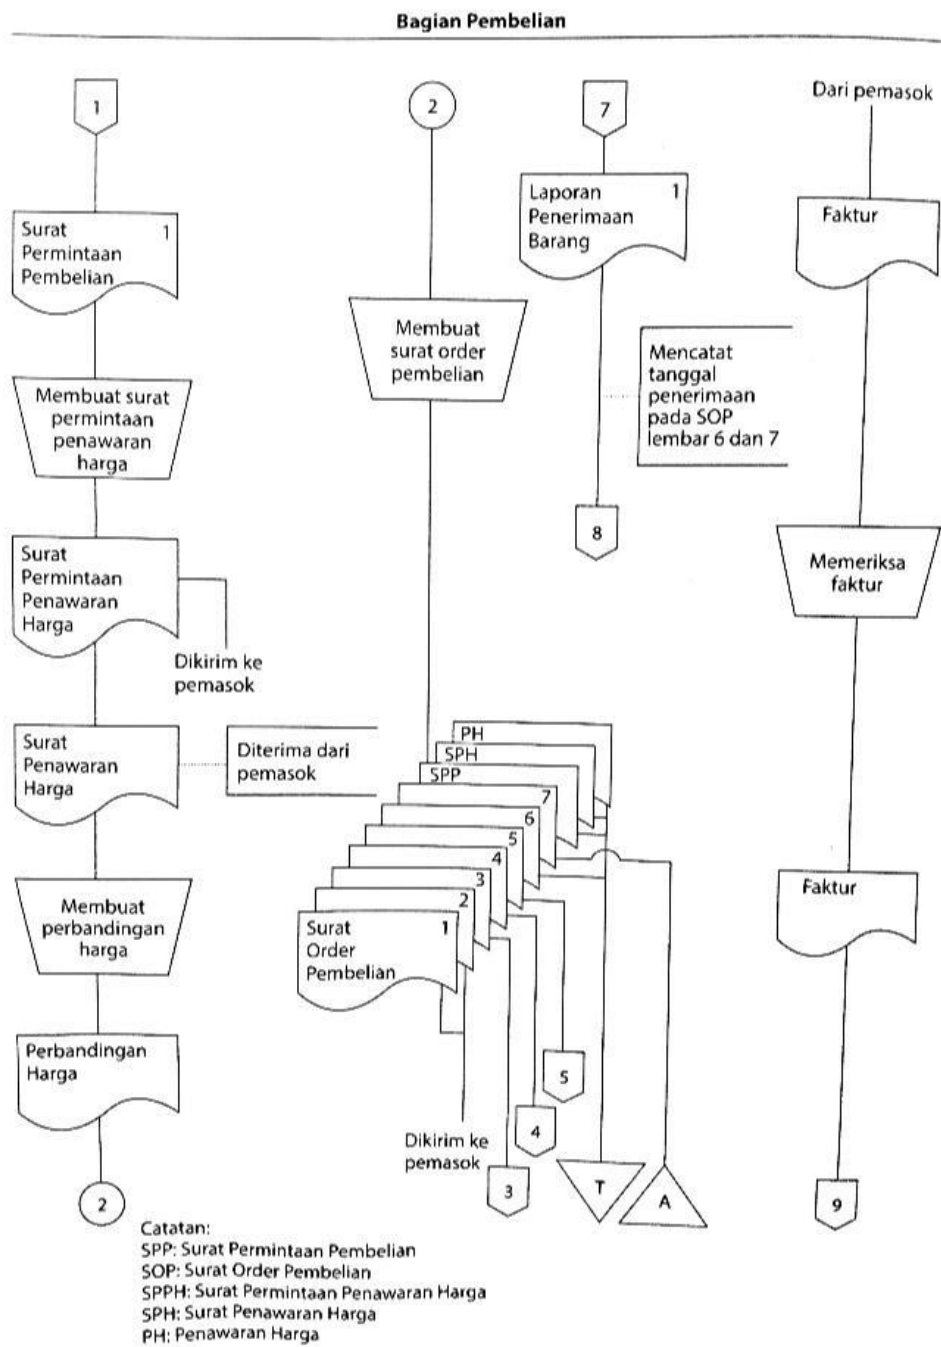 Bagian Pembelian
1
Surat 1
Permintaan
Pembelian
Membuat surat
permintaan
penawaran
harga
Surat
Permintaan
Penawaran
Harga
Dikirim ke
pemasok
Surat
Penawaran
Harga
Diterima dari
pemasok
Membuat
perbandingan
harga
Perbandingan
Harga
2
2
Membuat
surat order
pembelian
PH
SPH
SPP
7
6
5
4
3
2
Surat 1
Order
Pembelian
Dikirim ke
pemasok
3
4
5
T
A
7
Laporan 1
Penerimaan
Barang
Mencatat
tanggal
penerimaan
pada SOP
lembar 6 dan 7
8
Dari pemasok
Faktur
Memeriksa
faktur
Faktur
9
Catatan:
SPP: Surat Permintaan Pembelian
SOP: Surat Order Pembelian
SPPH: Surat Permintaan Penawaran Harga
SPH: Surat Penawaran Harga
PH: Penawaran Harga